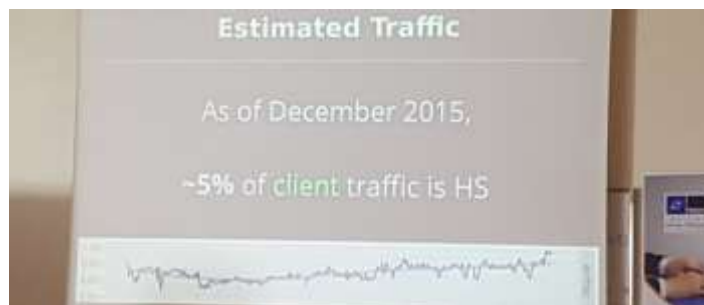 Estimated Traffic
As of December 2015,
~5% of client traffic is HS